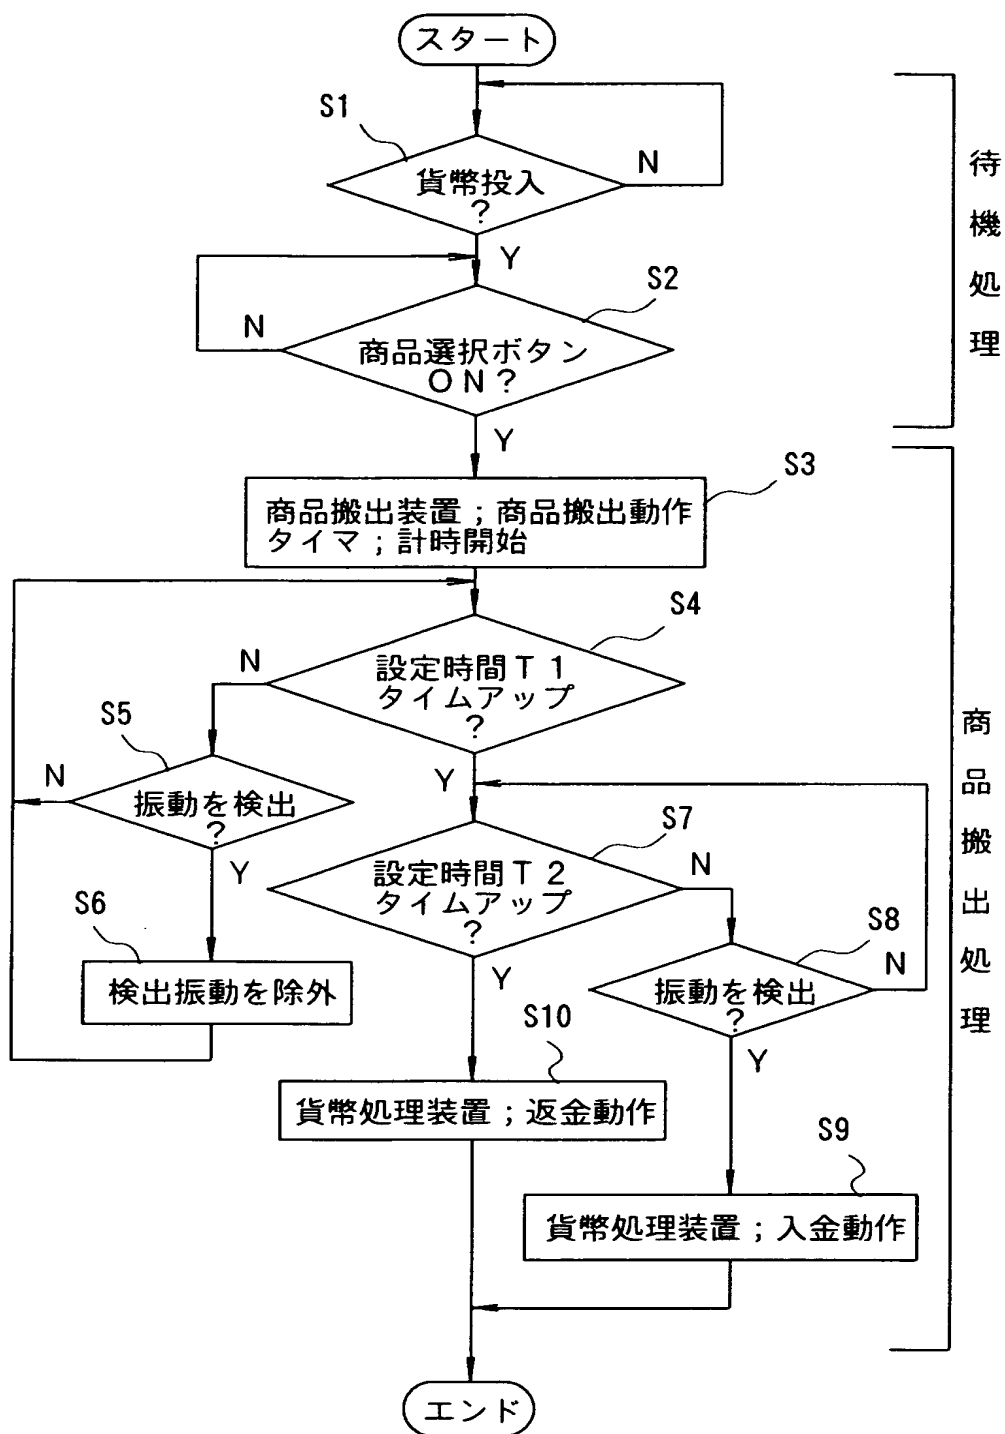 スタート
S1
貨幣投入
?
N
Y
S2
N
商品選択ボタン
ON?
Y
待機処理
S3
商品搬出装置;商品搬出動作
タイマ;計時開始
S4
N
設定時間T1
タイムアップ
?
Y
S5
N
振動を検出
?
Y
S6
検出振動を除外
S7
N
設定時間T2
タイムアップ
?
Y
S8
N
振動を検出
?
Y
S10
貨幣処理装置;返金動作
S9
貨幣処理装置;入金動作
商品搬出処理
エンド